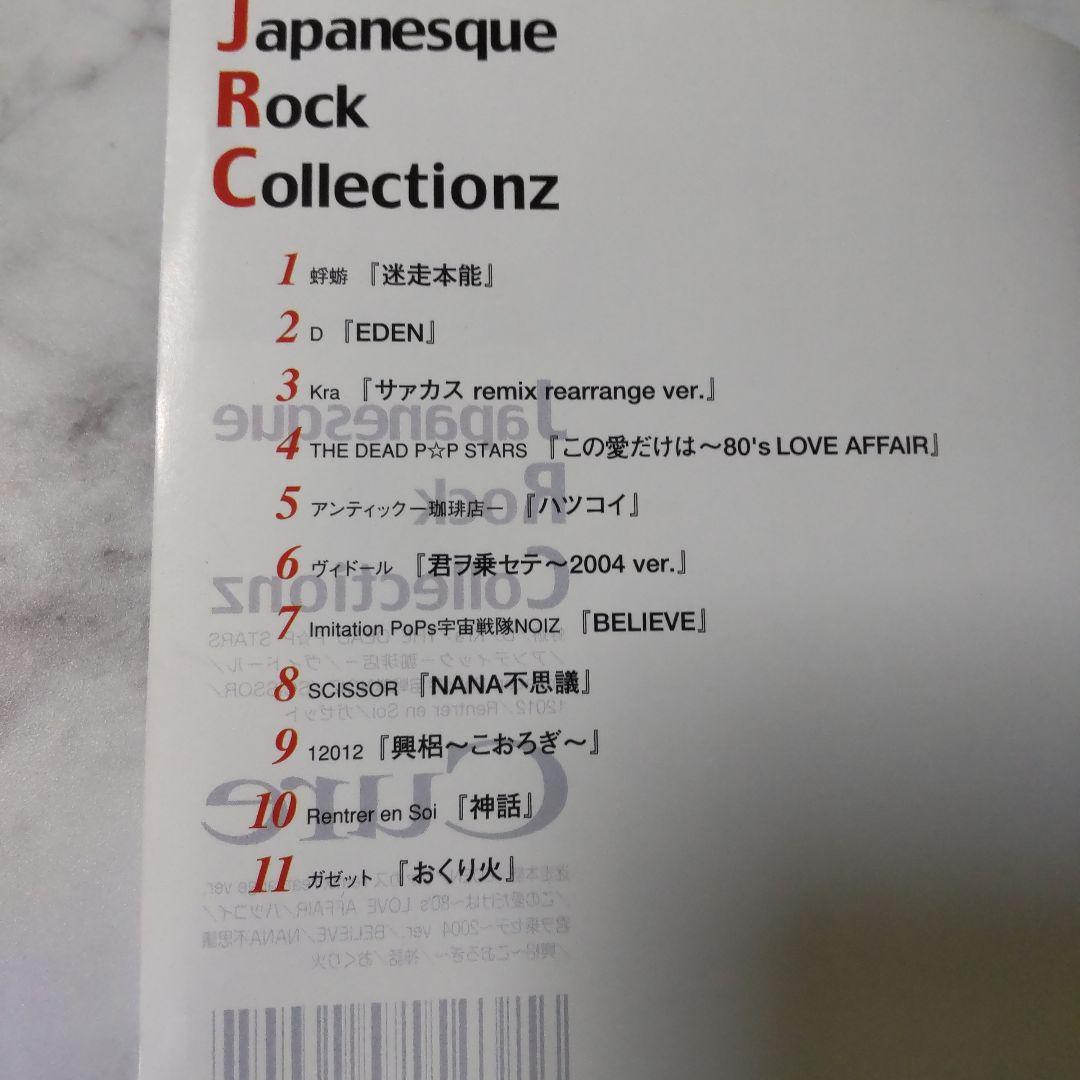 Japanesque
Rock
Collectionz
1 蜉蝣 『迷走本能』
2 D 『EDEN』
3 Kra 『サァカス remix rearrange ver.』
4 THE DEAD P☆P STARS 『この愛だけは〜80's LOVE AFFAIR』
5 アンティック－珈琲店－ 『ハツコイ』
6 ヴィドール 『君ヲ乗セテ〜2004 ver.』
7 Imitation PoPs宇宙戦隊NOIZ 『BELIEVE』
8 SCISSOR 『NANA不思議』
9 12012 『興梠〜こおろぎ〜』
10 Rentrer en Soi 『神話』
11 ガゼット 『おくり火』
Japanesque
Rock
Collectionz
Cure